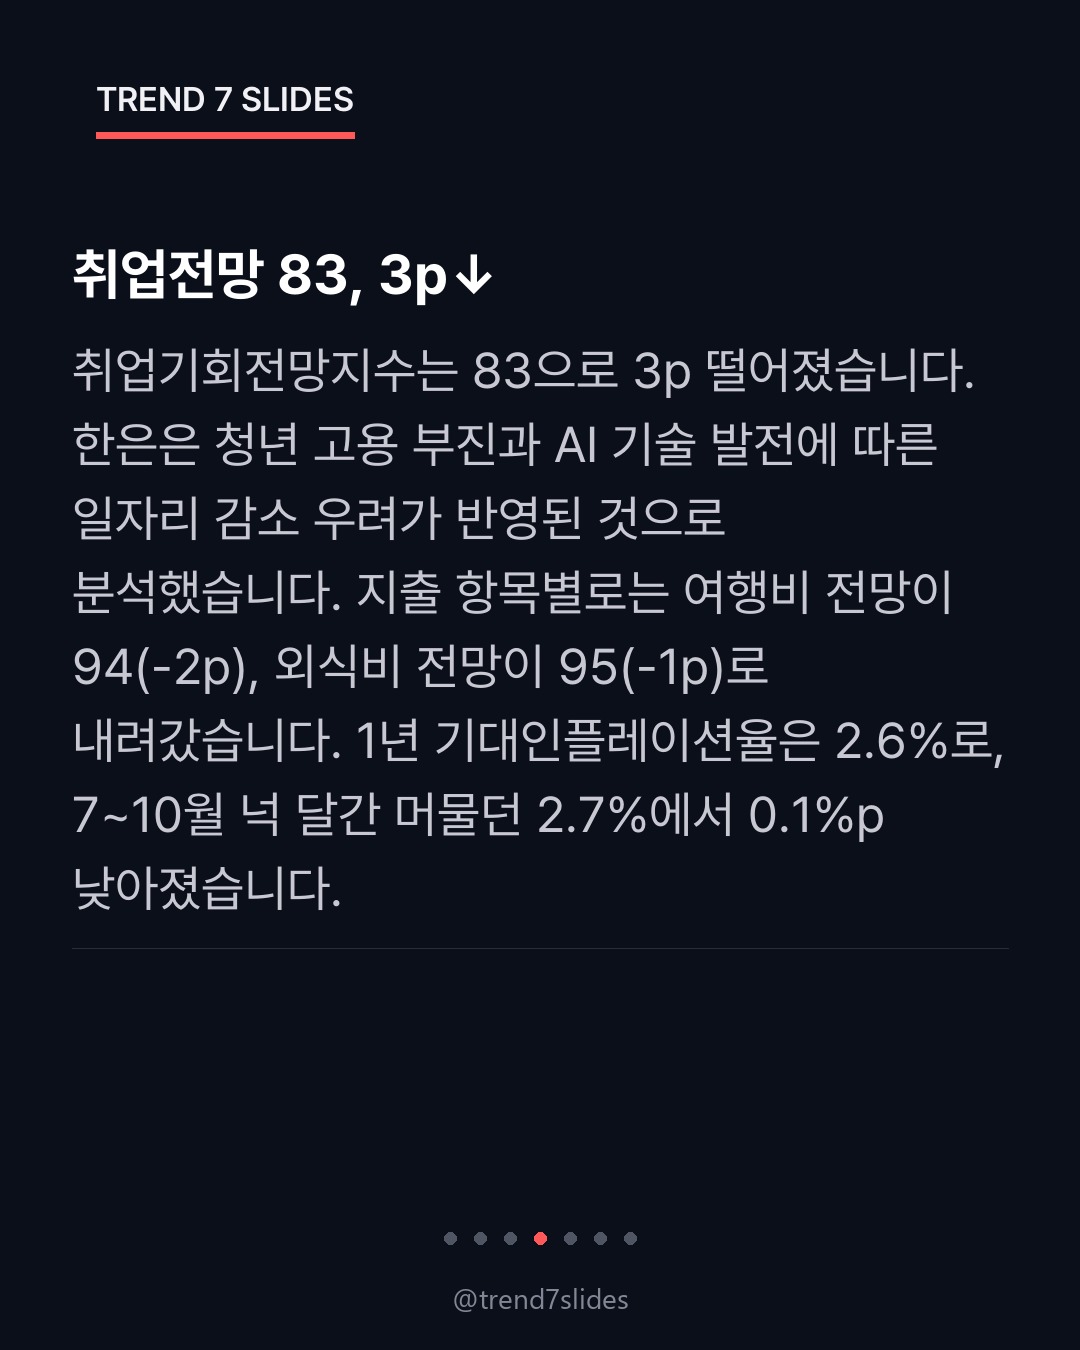 TREND 7 SLIDES
취업전망 83, 3p↓
취업기회전망지수는 83으로 3p 떨어졌습니다.
한은은 청년 고용 부진과 AI 기술 발전에 따른
일자리 감소 우려가 반영된 것으로
분석했습니다. 지출 항목별로는 여행비 전망이
94(-2p), 외식비 전망이 95(-1p)로
내려갔습니다. 1년 기대인플레이션율은 2.6%로,
7~10월 넉 달간 머물던 2.7%에서 0.1%p
낮아졌습니다.
@trend7slides